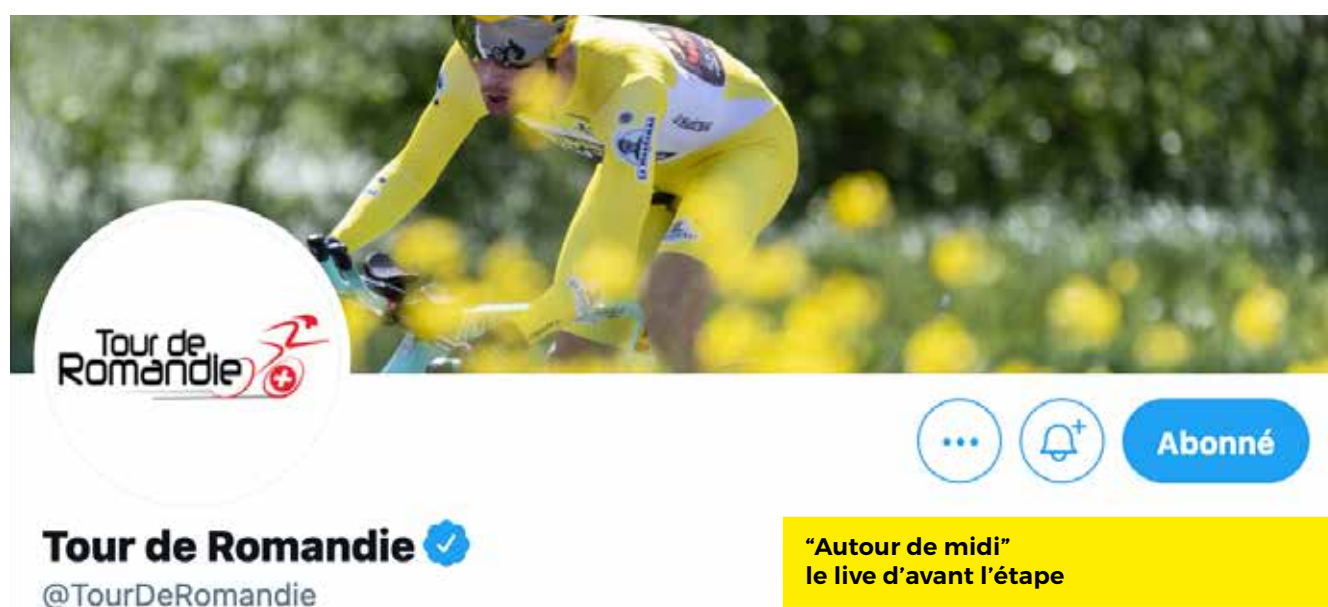 Tour de
Romandie
Abonné
Tour de Romandie
@TourDeRomandie
“Autour de midi”
le live d’avant l’étape